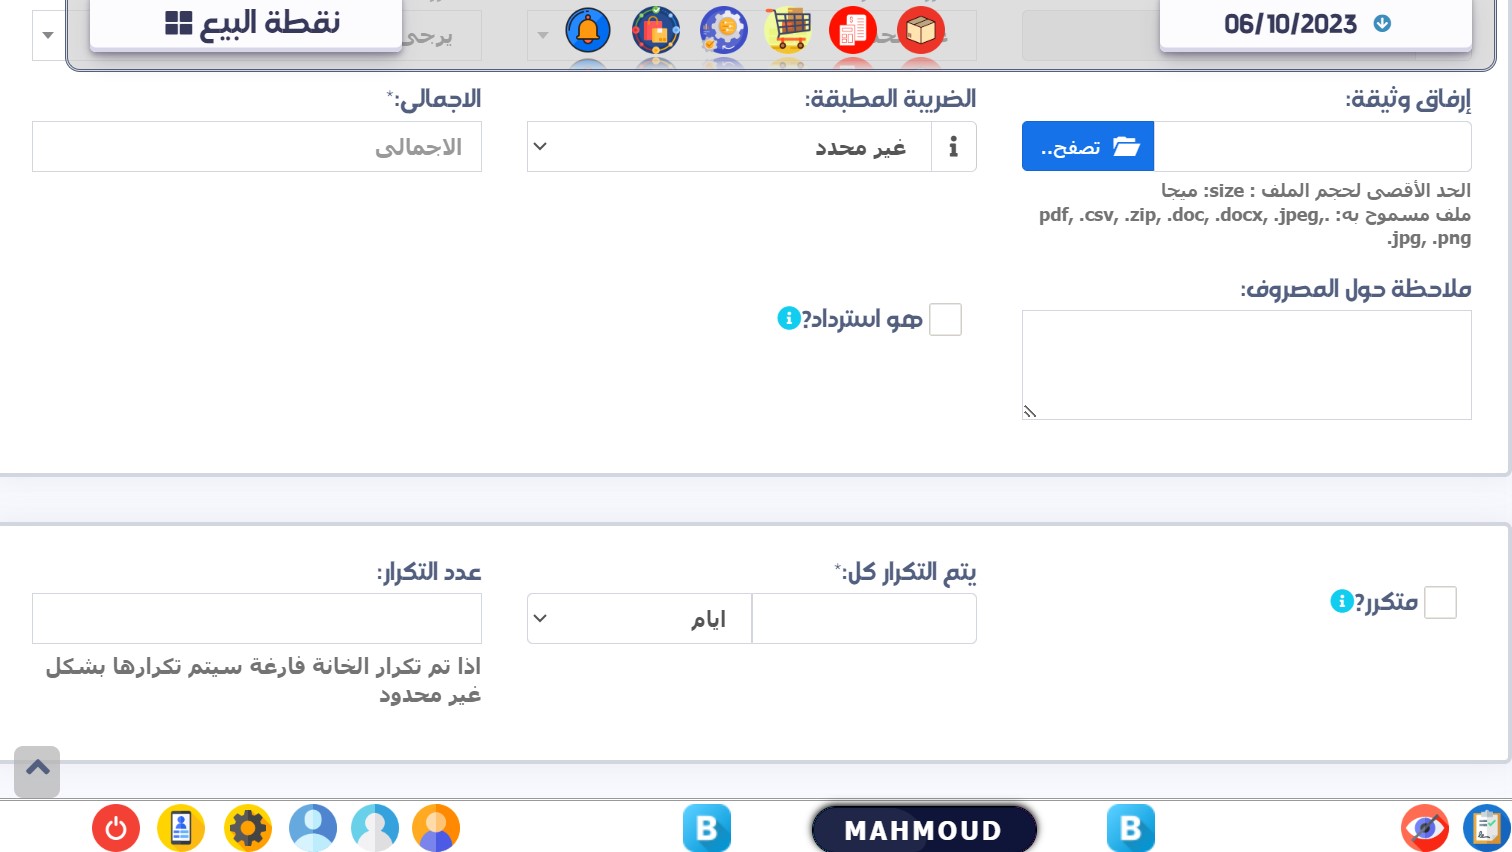 06/10/2023
نقطة البيع
يرجى
إرفاق وثيقة:
تصفح..
الحد الأقصى لحجم الملف : size: ميجا
ملف مسموح به: .pdf, .csv, .zip, .doc, .docx, .jpeg,
.jpg, .png
الضريبة المطبقة:
غير محدد
الاجمالى:*
الاجمالى
ملاحظة حول المصروف:
هو استرداد?
متكرر?
يتم التكرار كل:*
ايام
عدد التكرار:
اذا تم تكرار الخانة فارغة سيتم تكرارها بشكل
غير محدود
B
MAHMOUD
B